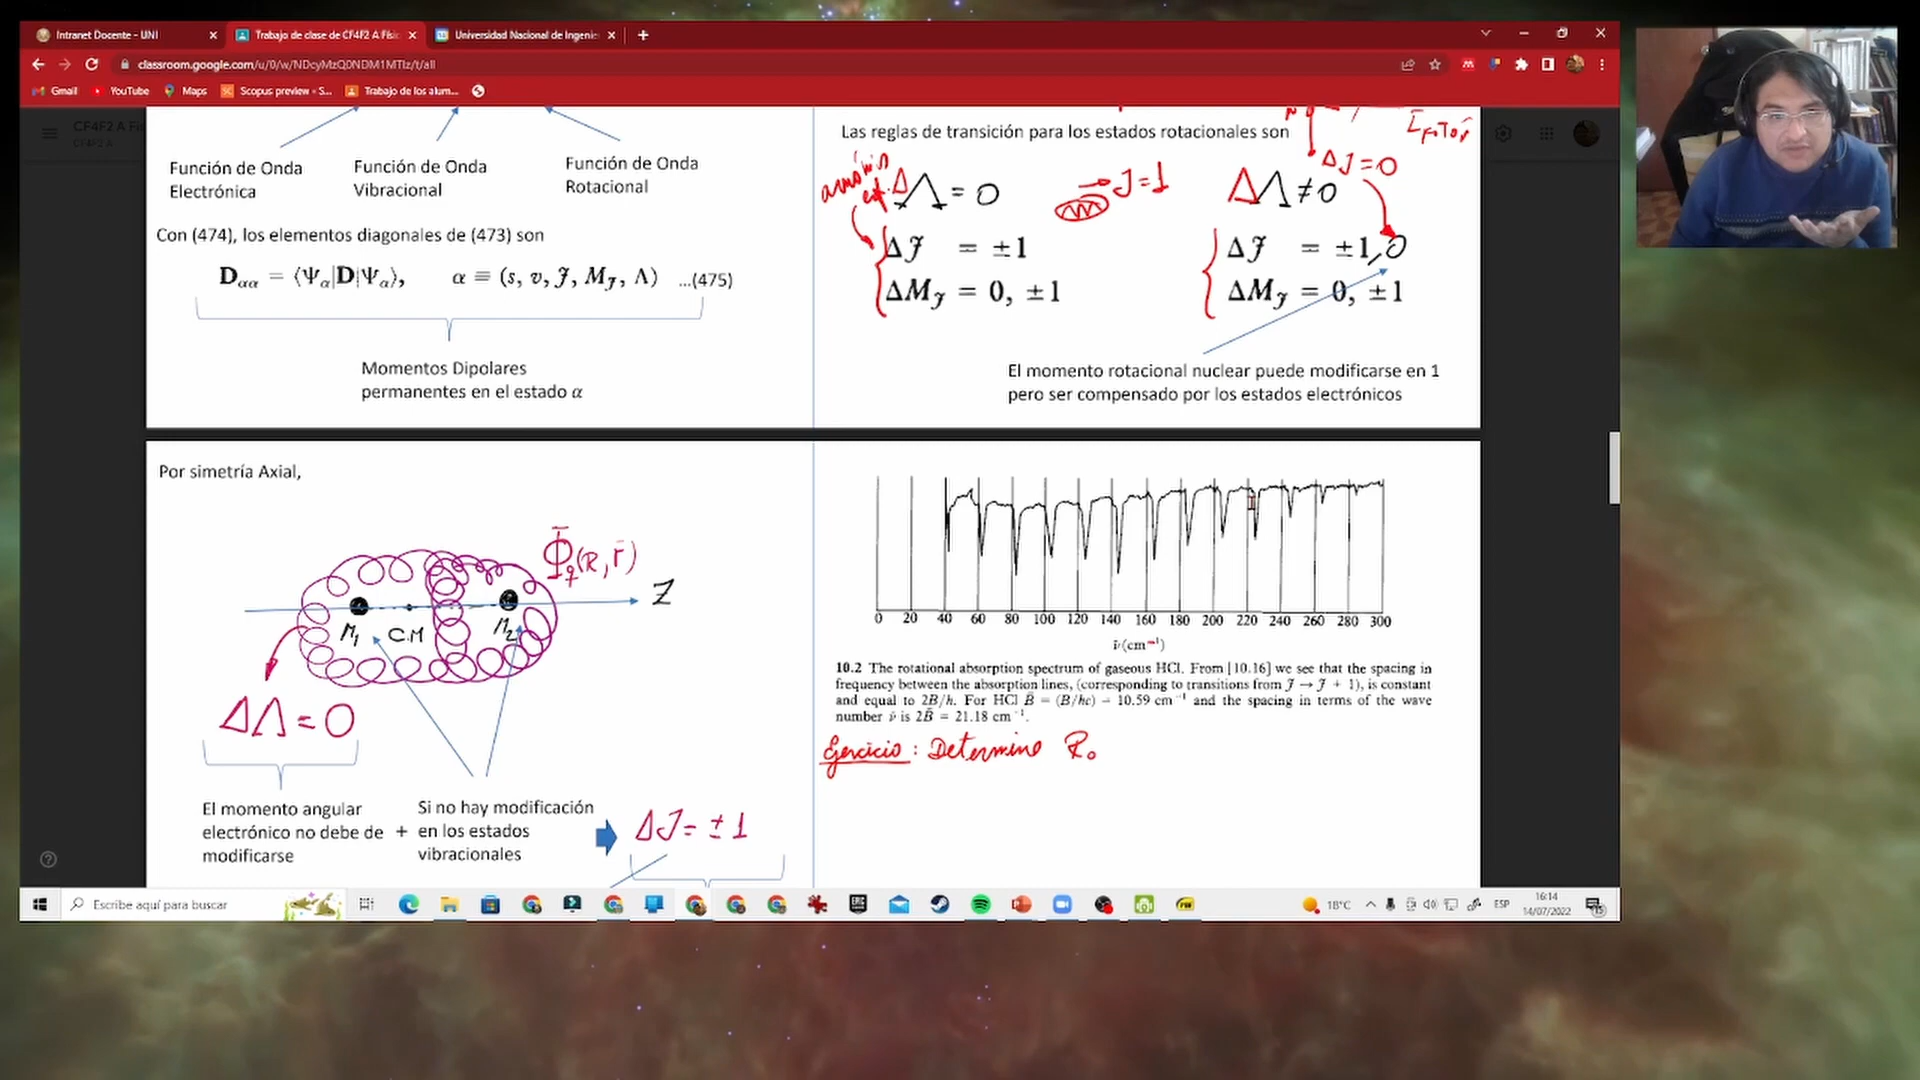 Intranet Docente - UNI
Trabajo de clase de CF4F2 A Físic
Universidad Nacional de Ingenie
classroom.google.com/u/0/w/NDcyMzQ0NDM1MTIz/t/all
Gmail
YouTube
Maps
Scopus preview - S...
Trabajo de los alum...
CF4F2 A Fí
CF4F2 A
Función de Onda
Electrónica
Función de Onda
Vibracional
Función de Onda
Rotacional
Con (474), los elementos diagonales de (473) son
D_αα = ⟨Ψ_α|D|Ψ_α⟩, α ≡ (s, v, 𝒥, M_𝒥, Λ) ...(475)
Momentos Dipolares
permanentes en el estado α
Las reglas de transición para los estados rotacionales son
ΔΛ = 0
J=1
ΔΛ ≠ 0
ΔJ=0
Δ𝒥 = ±1
ΔM_𝒥 = 0, ±1
Δ𝒥 = ±1, 0
ΔM_𝒥 = 0, ±1
El momento rotacional nuclear puede modificarse en 1
pero ser compensado por los estados electrónicos
Por simetría Axial,
Φ_q(R, r̄)
Z
M1
C.M
M2
ΔΛ = 0
El momento angular
electrónico no debe de
modificarse
+
Si no hay modificación
en los estados
vibracionales
ΔJ = ±1
0 20 40 60 80 100 120 140 160 180 200 220 240 260 280 300
ν̃(cm⁻¹)
10.2 The rotational absorption spectrum of gaseous HCl. From [10.16] we see that the spacing in
frequency between the absorption lines, (corresponding to transitions from 𝒥 → 𝒥 + 1), is constant
and equal to 2B/h. For HCl B̃ = (B/hc) = 10.59 cm⁻¹ and the spacing in terms of the wave
number ν̃ is 2B̃ = 21.18 cm⁻¹.
Ejercicio : Determine R₀
Escribe aquí para buscar
18°C
ESP
16:14
14/07/2022